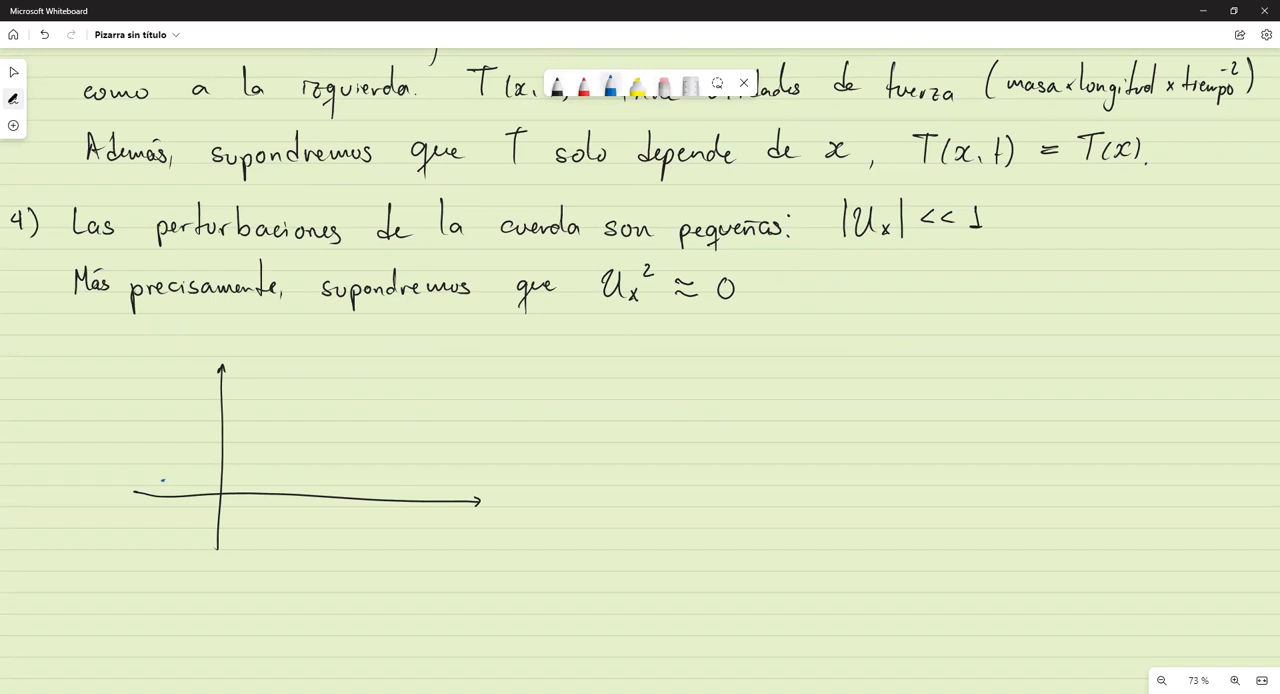 Microsoft Whiteboard
Pizarra sin título
como a la izquierda. T(x, de fuerza (masa x longitud x tiempo⁻²)
Además, supondremos que T solo depende de x, T(x,t) = T(x).
4) Las perturbaciones de la cuerda son pequeñas: |Uₓ| << 1
Más precisamente, supondremos que Uₓ² ≈ 0
73 %